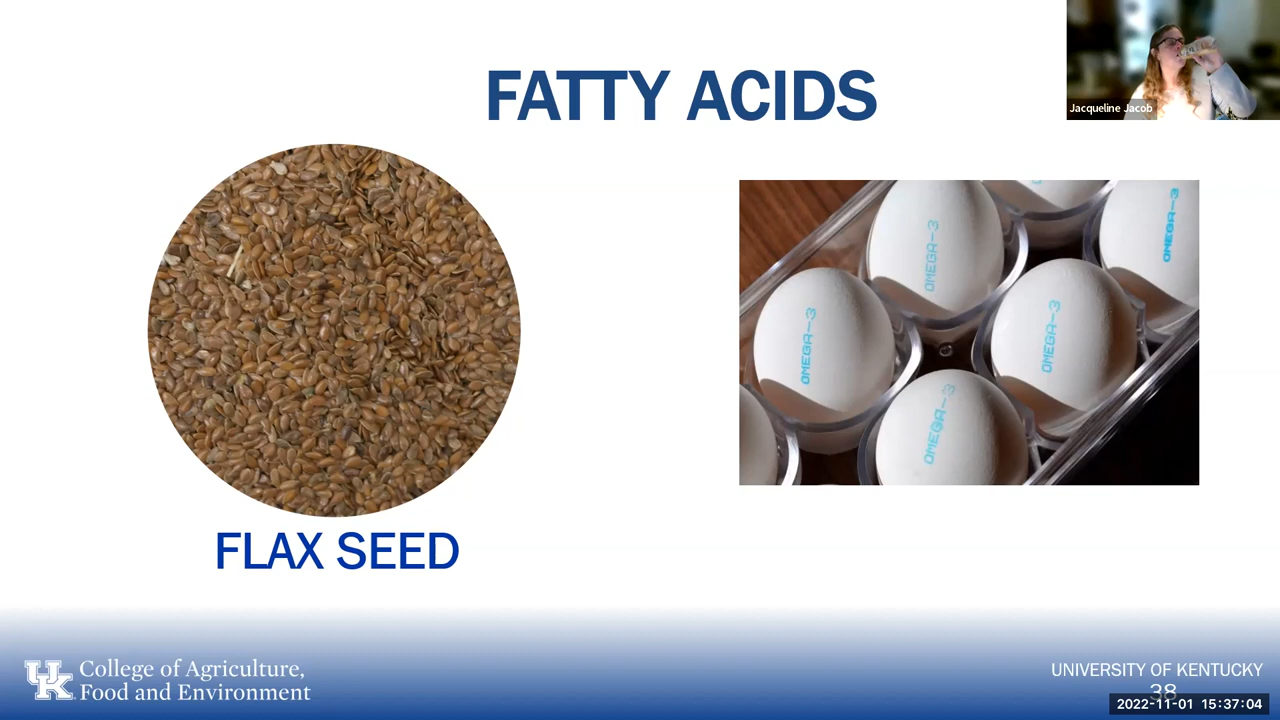 FATTY ACIDS
Jacqueline Jacob
OMEGA-3
OMEGA-3
OMEGA-3
OMEGA-3
OMEGA-3
FLAX SEED
UK
College of Agriculture,
Food and Environment
UNIVERSITY OF KENTUCKY
38
2022-11-01 15:37:04